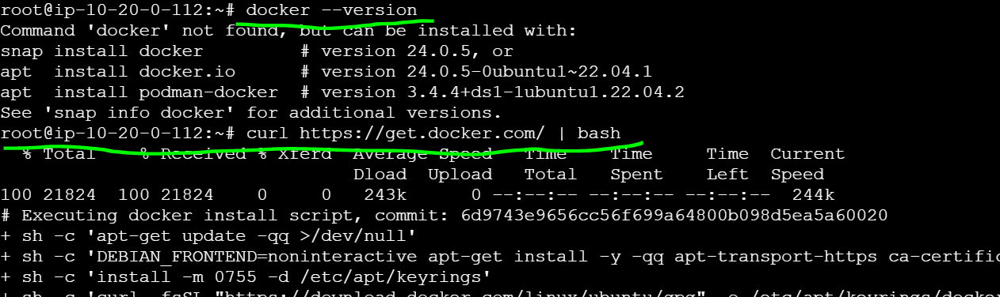 root@ip-10-20-0-112:~# docker --version
Command 'docker' not found, but can be installed with:
snap install docker         # version 24.0.5, or
apt  install docker.io      # version 24.0.5-0ubuntu1~22.04.1
apt  install podman-docker  # version 3.4.4+ds1-1ubuntu1.22.04.2
See 'snap info docker' for additional versions.
root@ip-10-20-0-112:~# curl https://get.docker.com/ | bash
  % Total    % Received % Xferd  Average Speed   Time    Time     Time  Current
                                 Dload  Upload   Total   Spent    Left  Speed
100 21824  100 21824    0     0   243k      0 --:--:-- --:--:-- --:--:--  244k
# Executing docker install script, commit: 6d9743e9656cc56f699a64800b098d5ea5a60020
+ sh -c 'apt-get update -qq >/dev/null'
+ sh -c 'DEBIAN_FRONTEND=noninteractive apt-get install -y -qq apt-transport-https ca-certific
+ sh -c 'install -m 0755 -d /etc/apt/keyrings'
+ sh -c 'curl -fsSL "https://download.docker.com/linux/ubuntu/gpg" -o /etc/apt/keyrings/docker